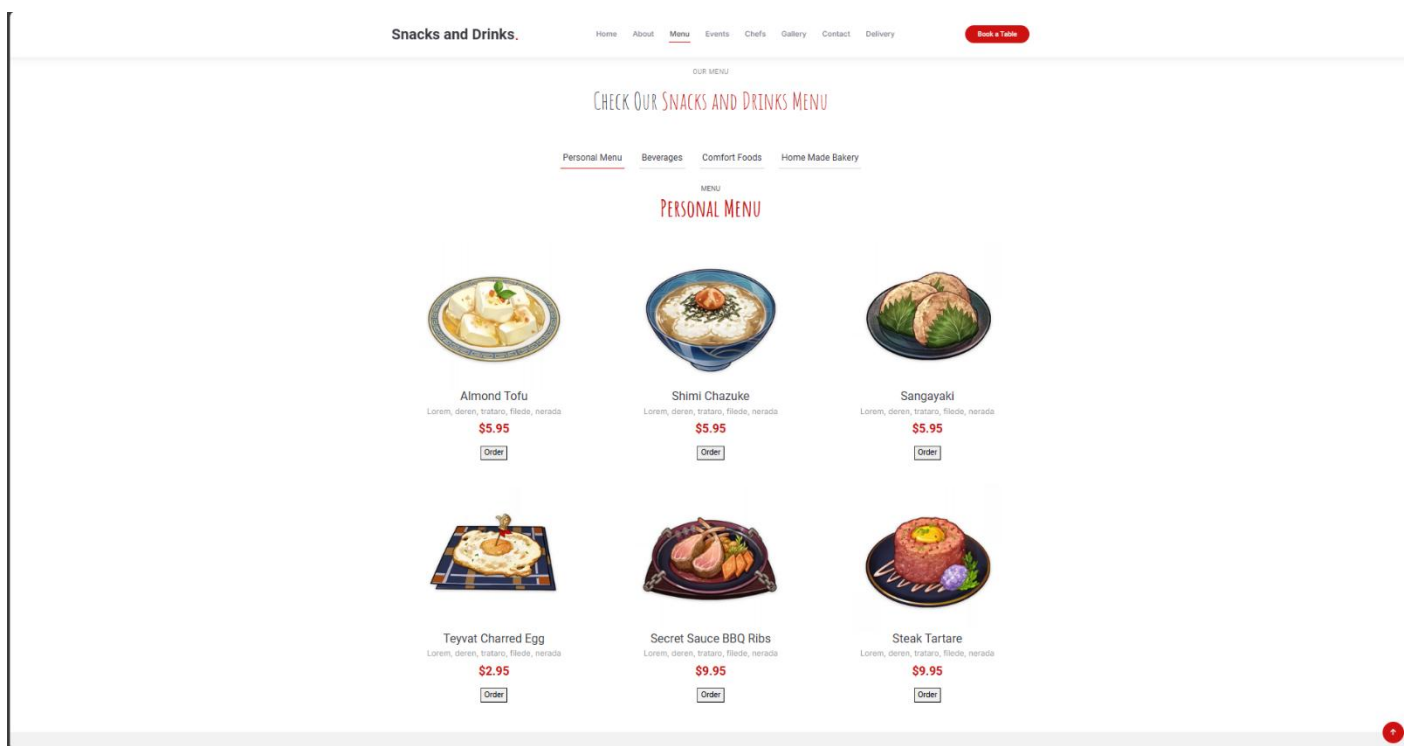 Snacks and Drinks.
Home About Menu Events Chefs Gallery Contact Delivery
Book a Table
OUR MENU
Check Our Snacks and Drinks Menu
Personal Menu Beverages Comfort Foods Home Made Bakery
MENU
Personal Menu
Almond Tofu
Lorem, deren, trataro, filede, nerada
$5.95
Order
Shimi Chazuke
Lorem, deren, trataro, filede, nerada
$5.95
Order
Sangayaki
Lorem, deren, trataro, filede, nerada
$5.95
Order
Teyvat Charred Egg
Lorem, deren, trataro, filede, nerada
$2.95
Order
Secret Sauce BBQ Ribs
Lorem, deren, trataro, filede, nerada
$9.95
Order
Steak Tartare
Lorem, deren, trataro, filede, nerada
$9.95
Order